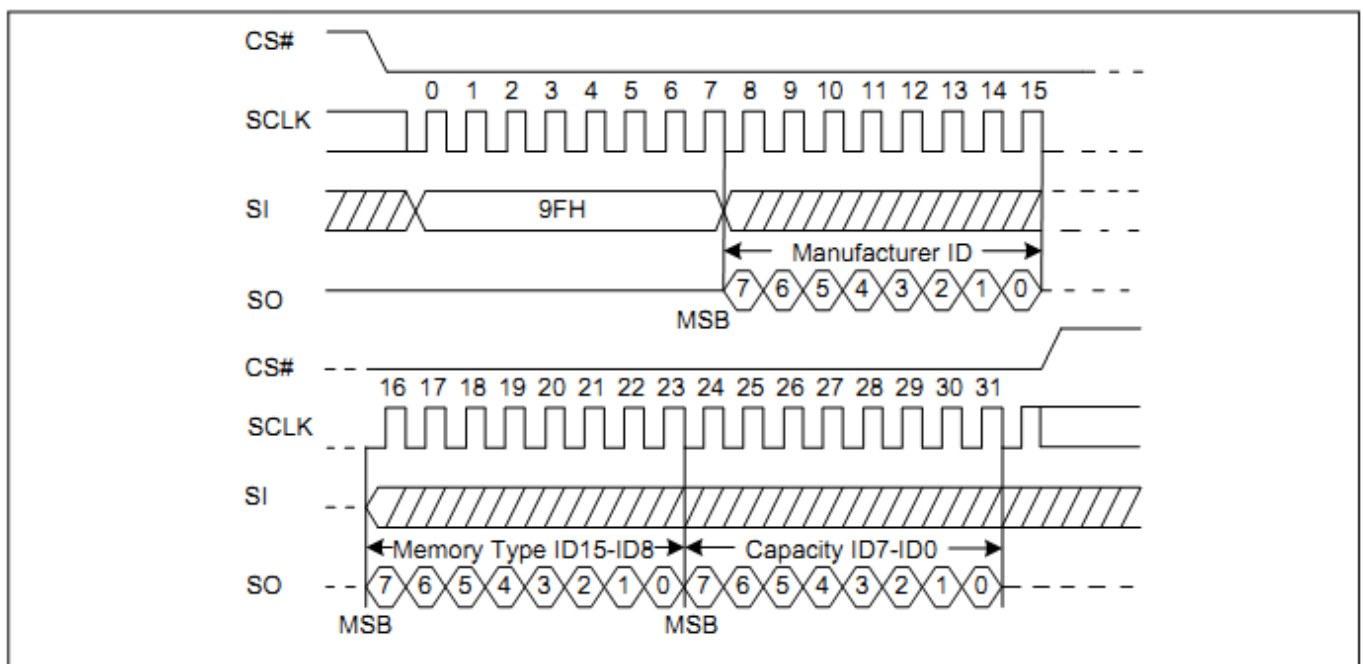 CS#
0 1 2 3 4 5 6 7 8 9 10 11 12 13 14 15
SCLK
SI 9FH
Manufacturer ID
SO 7 6 5 4 3 2 1 0
MSB
CS#
16 17 18 19 20 21 22 23 24 25 26 27 28 29 30 31
SCLK
SI
Memory Type ID15-ID8 Capacity ID7-ID0
SO 7 6 5 4 3 2 1 0 7 6 5 4 3 2 1 0
MSB MSB